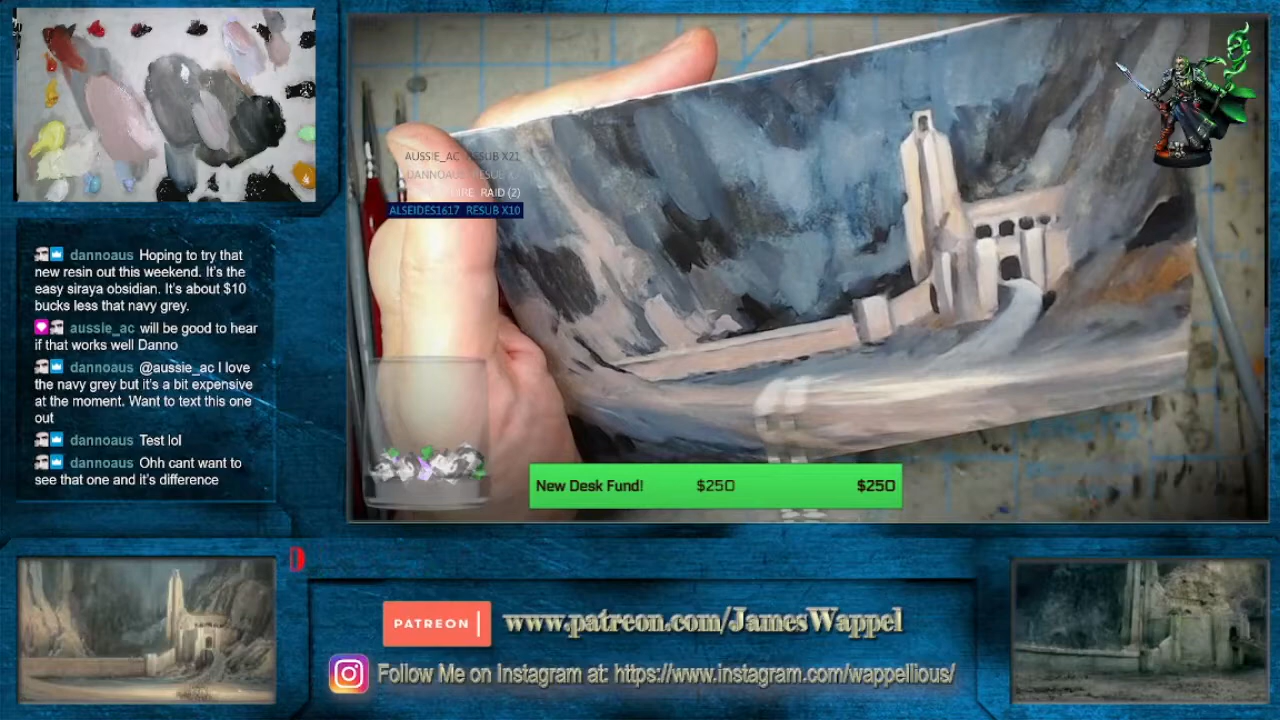 AUSSIE_AC RESUB X21
DANNOAUS RESUB
RAID (2)
ALSEIDES1617 RESUB X10
dannoaus Hoping to try that
new resin out this weekend. It's the
easy siraya obsidian. It's about $10
bucks less that navy grey.
aussie_ac will be good to hear
if that works well Danno
dannoaus @aussie_ac I love
the navy grey but it's a bit expensive
at the moment. Want to text this one
out
dannoaus Test lol
dannoaus Ohh cant want to
see that one and it's difference
New Desk Fund! $250 $250
PATREON
www.patreon.com/JamesWappel
Follow Me on Instagram at: https://www.instagram.com/wappellious/